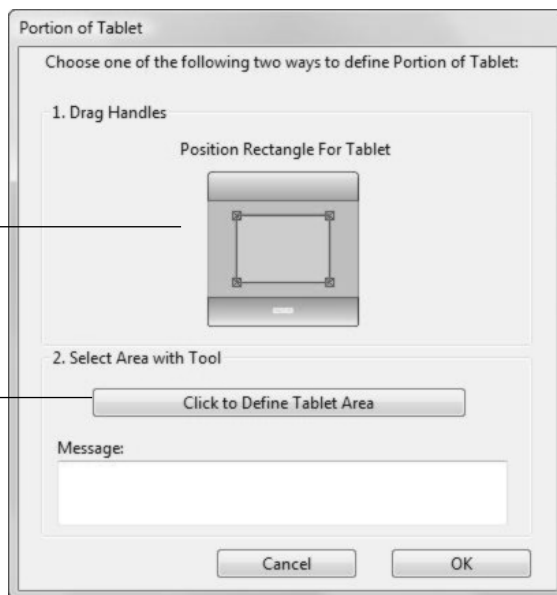 Portion of Tablet
Choose one of the following two ways to define Portion of Tablet:
1. Drag Handles
Position Rectangle For Tablet
2. Select Area with Tool
Click to Define Tablet Area
Message:
Cancel
OK